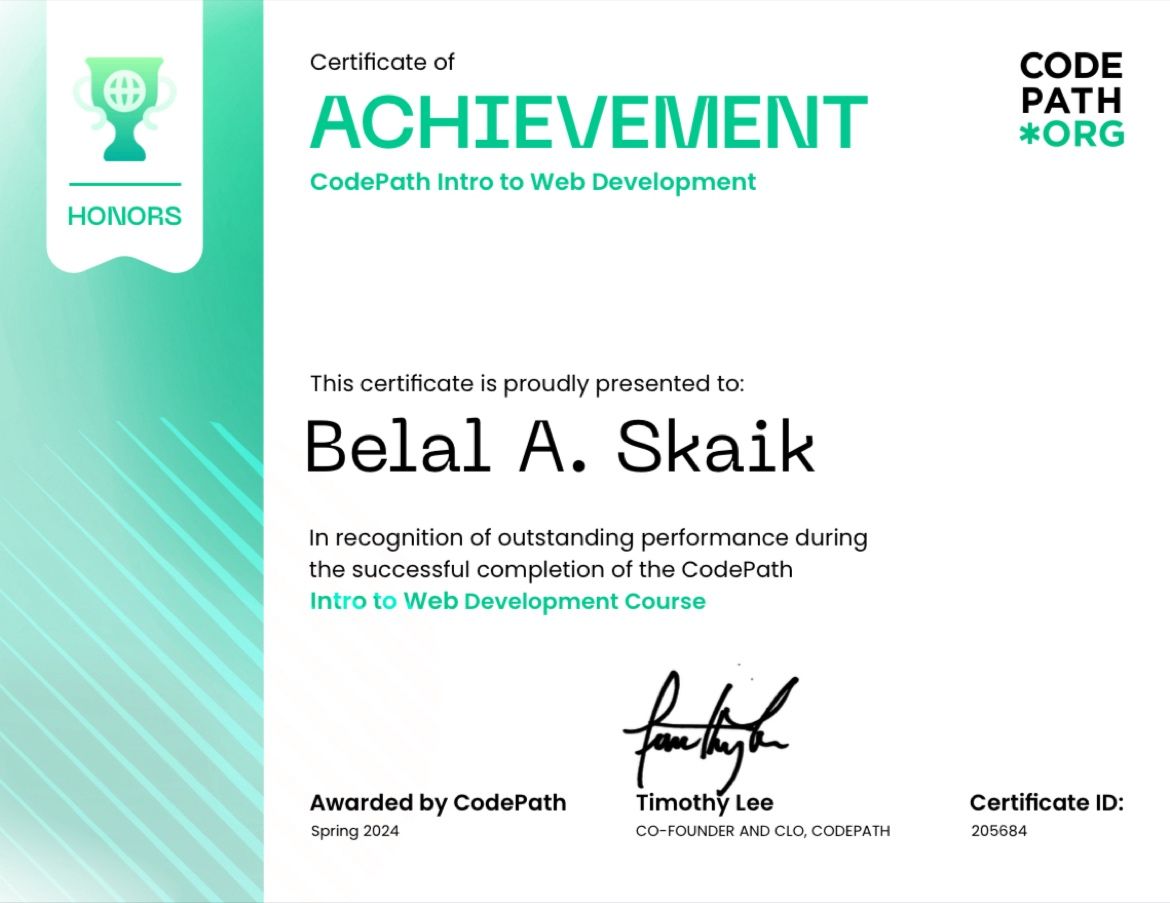 HONORS
Certificate of
ACHIEVEMENT
CodePath Intro to Web Development
CODE
PATH
*ORG
This certificate is proudly presented to:
Belal A. Skaik
In recognition of outstanding performance during
the successful completion of the CodePath
Intro to Web Development Course
Awarded by CodePath
Spring 2024
Timothy Lee
CO-FOUNDER AND CLO, CODEPATH
Certificate ID:
205684